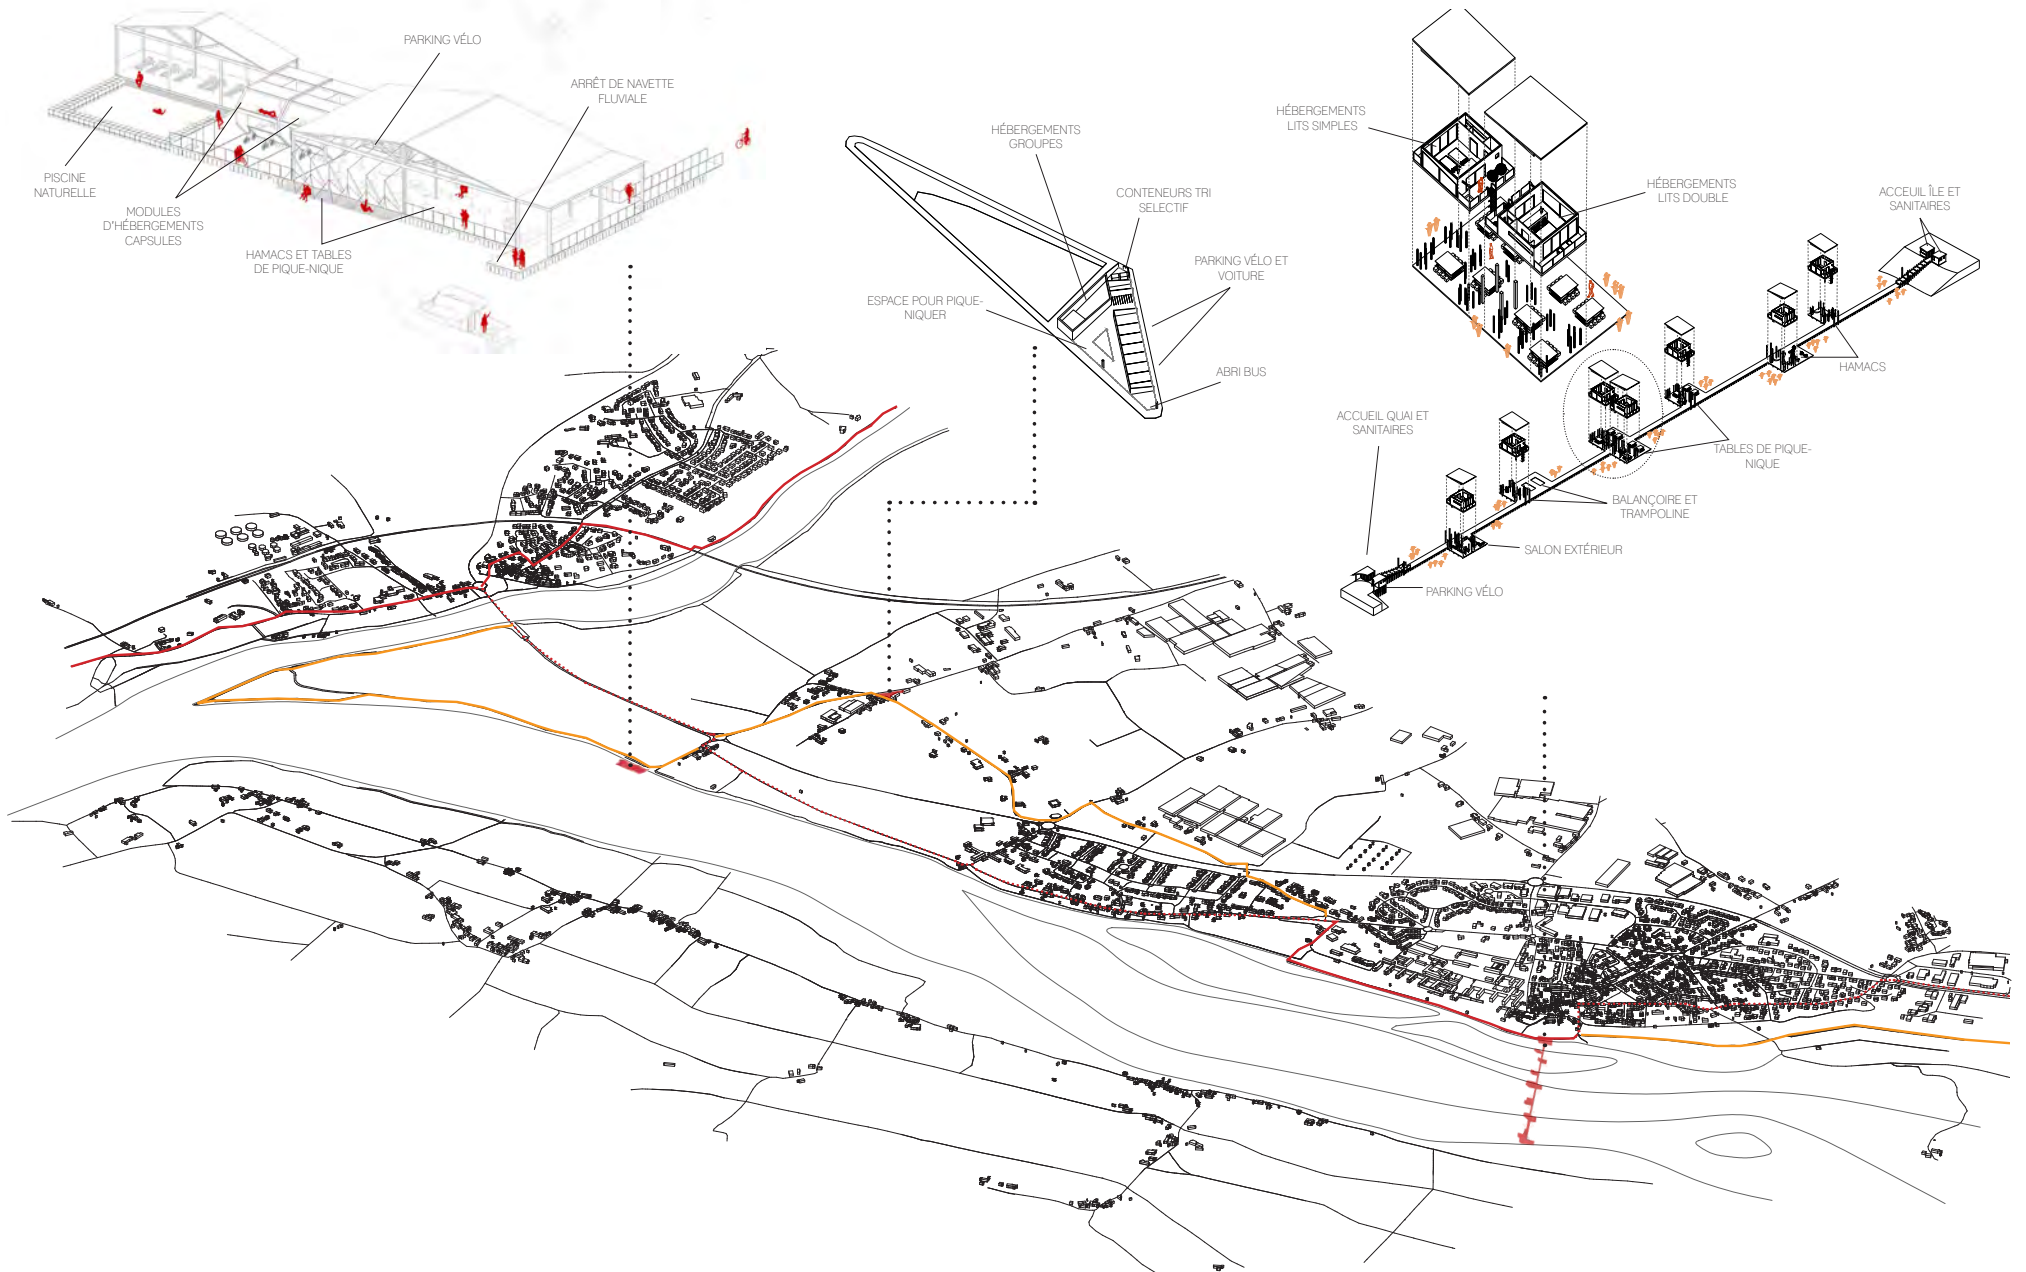 PARKING VÉLO
ARRÊT DE NAVETTE
FLUVIALE
PISCINE
NATURELLE
MODULES
D'HÉBERGEMENTS
CAPSULES
HAMACS ET TABLES
DE PIQUE-NIQUE
HÉBERGEMENTS
GROUPES
CONTENEURS TRI
SELECTIF
PARKING VÉLO ET
VOITURE
ESPACE POUR PIQUE-
NIQUER
ABRI BUS
HÉBERGEMENTS
LITS SIMPLES
HÉBERGEMENTS
LITS DOUBLE
ACCEUIL ÎLE ET
SANITAIRES
HAMACS
ACCUEIL QUAI ET
SANITAIRES
TABLES DE PIQUE-
NIQUE
BALANÇOIRE ET
TRAMPOLINE
SALON EXTÉRIEUR
PARKING VÉLO